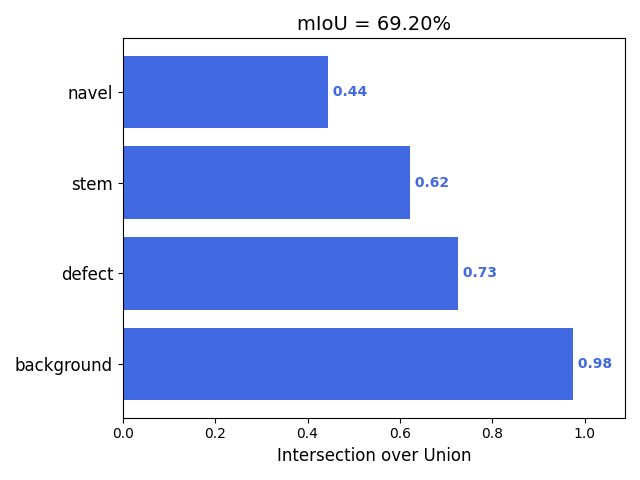 mIoU = 69.20%
navel
0.44
stem
0.62
defect
0.73
background
0.98
0.0 0.2 0.4 0.6 0.8 1.0
Intersection over Union